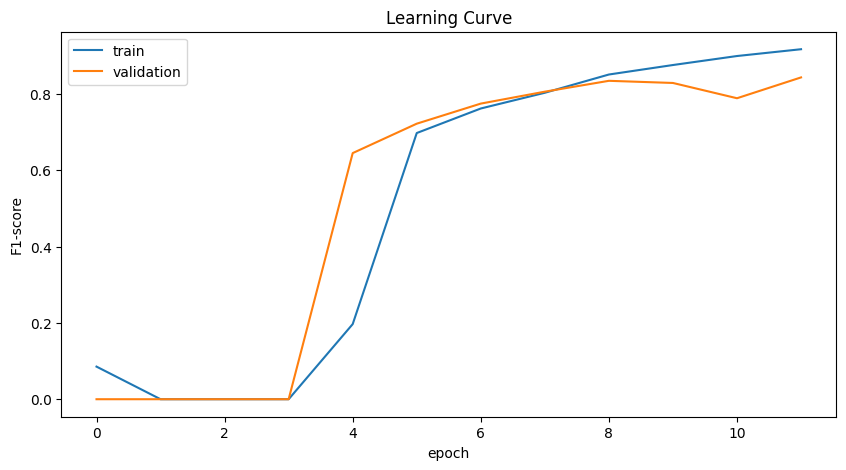 Learning Curve
train
validation
F1-score
0.8
0.6
0.4
0.2
0.0
0 2 4 6 8 10
epoch